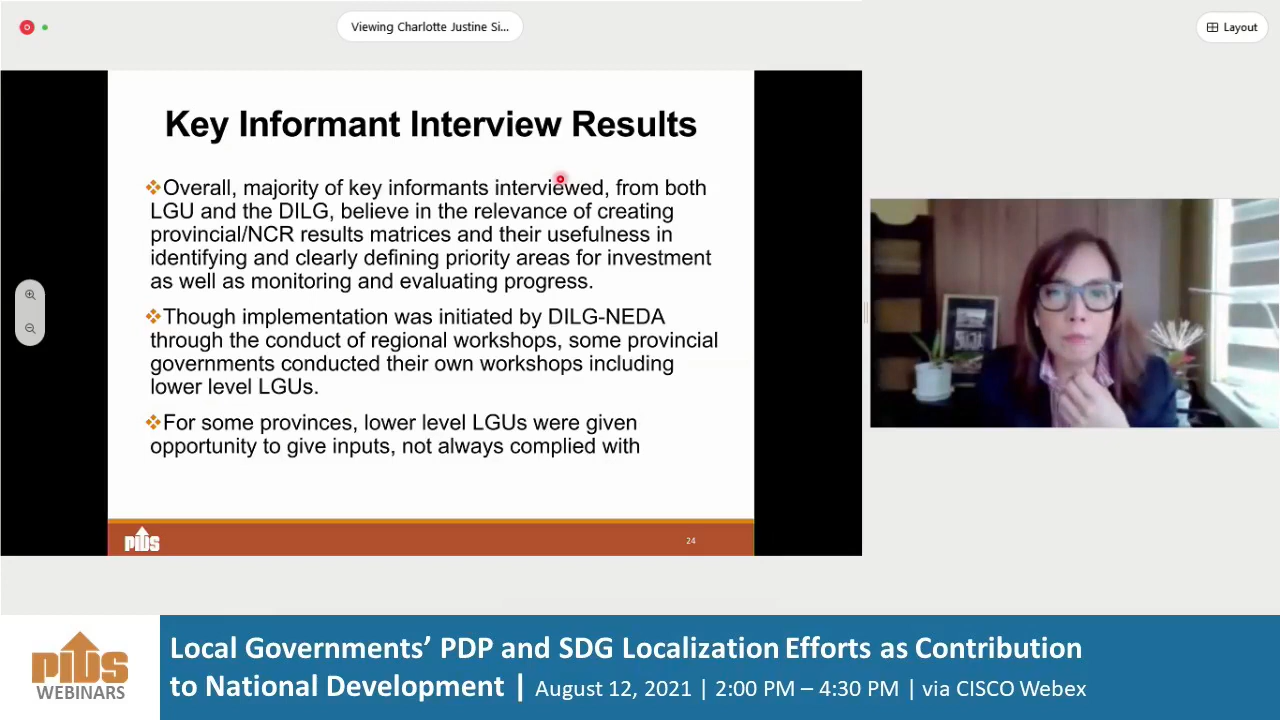 Viewing Charlotte Justine Si...
Layout
Key Informant Interview Results
Overall, majority of key informants interviewed, from both
LGU and the DILG, believe in the relevance of creating
provincial/NCR results matrices and their usefulness in
identifying and clearly defining priority areas for investment
as well as monitoring and evaluating progress.
Though implementation was initiated by DILG-NEDA
through the conduct of regional workshops, some provincial
governments conducted their own workshops including
lower level LGUs.
For some provinces, lower level LGUs were given
opportunity to give inputs, not always complied with
PIDS
24
PIDS
WEBINARS
Local Governments' PDP and SDG Localization Efforts as Contribution
to National Development | August 12, 2021 | 2:00 PM – 4:30 PM | via CISCO Webex